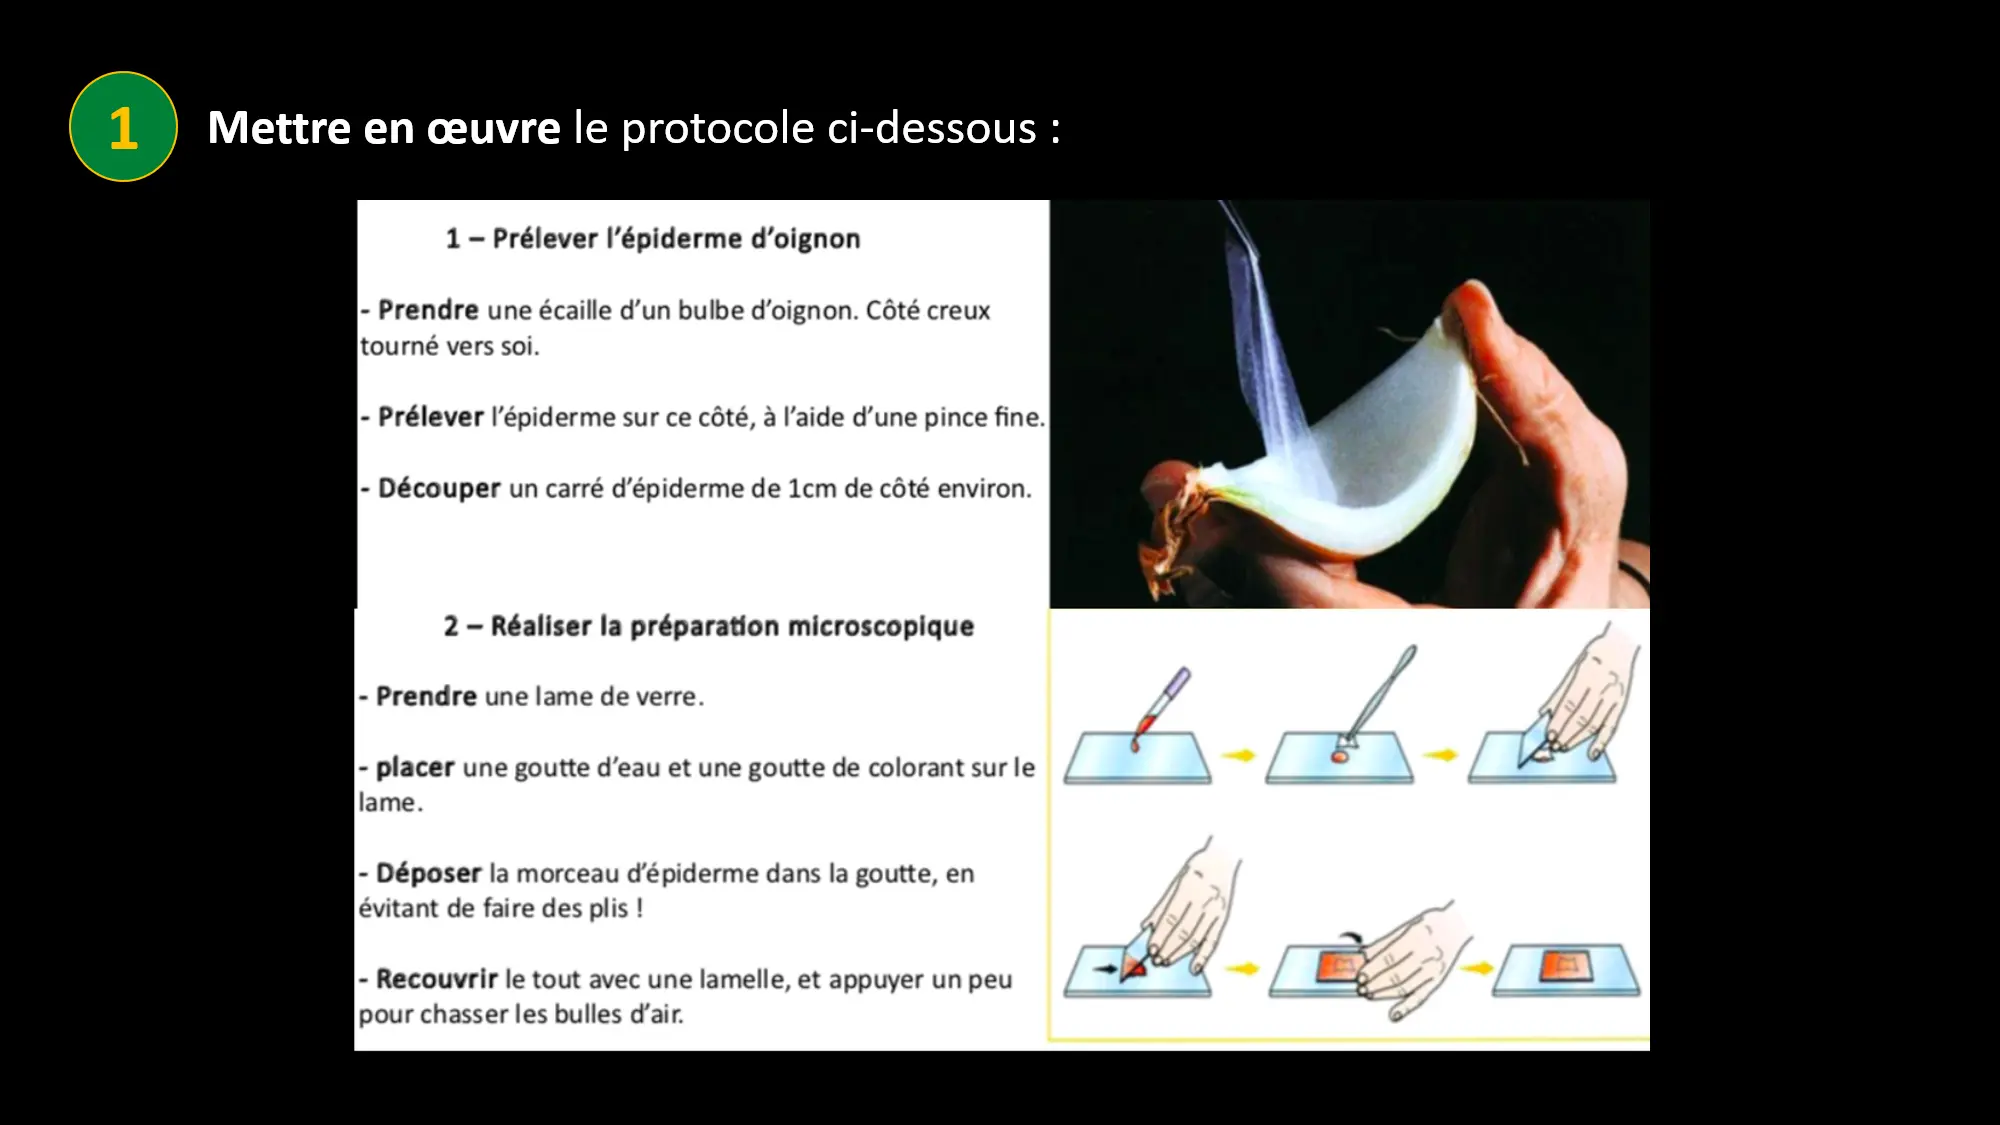 1
Mettre en œuvre le protocole ci-dessous :
1 – Prélever l’épiderme d’oignon
- Prendre une écaille d’un bulbe d’oignon. Côté creux
tourné vers soi.
- Prélever l’épiderme sur ce côté, à l’aide d’une pince fine.
- Découper un carré d’épiderme de 1cm de côté environ.
2 – Réaliser la préparation microscopique
- Prendre une lame de verre.
- placer une goutte d’eau et une goutte de colorant sur le
lame.
- Déposer la morceau d’épiderme dans la goutte, en
évitant de faire des plis !
- Recouvrir le tout avec une lamelle, et appuyer un peu
pour chasser les bulles d’air.